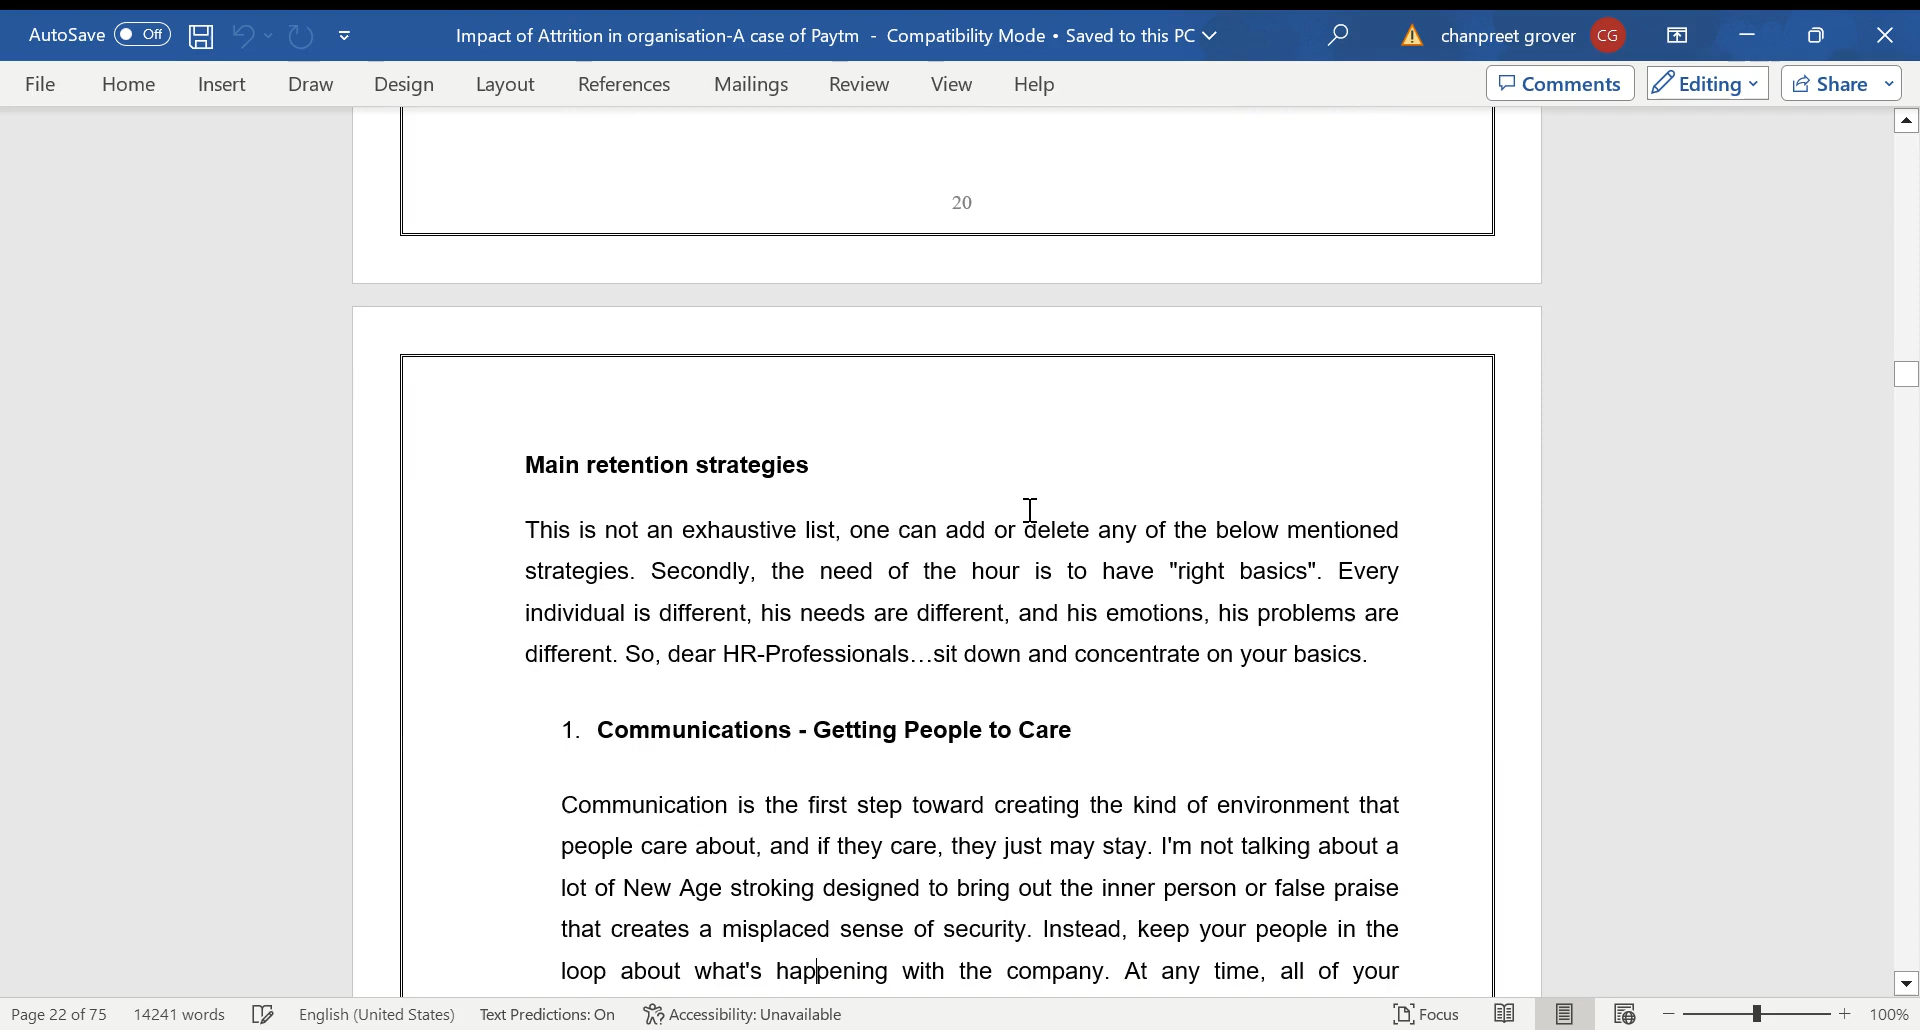 AutoSave Off Impact of Attrition in organisation-A case of Paytm - Compatibility Mode • Saved to this PC chanpreet grover CG
File Home Insert Draw Design Layout References Mailings Review View Help Comments Editing Share
20
Main retention strategies
This is not an exhaustive list, one can add or delete any of the below mentioned
strategies. Secondly, the need of the hour is to have "right basics". Every
individual is different, his needs are different, and his emotions, his problems are
different. So, dear HR-Professionals…sit down and concentrate on your basics.
1. Communications - Getting People to Care
Communication is the first step toward creating the kind of environment that
people care about, and if they care, they just may stay. I'm not talking about a
lot of New Age stroking designed to bring out the inner person or false praise
that creates a misplaced sense of security. Instead, keep your people in the
loop about what's happening with the company. At any time, all of your
Page 22 of 75 14241 words English (United States) Text Predictions: On Accessibility: Unavailable Focus 100%